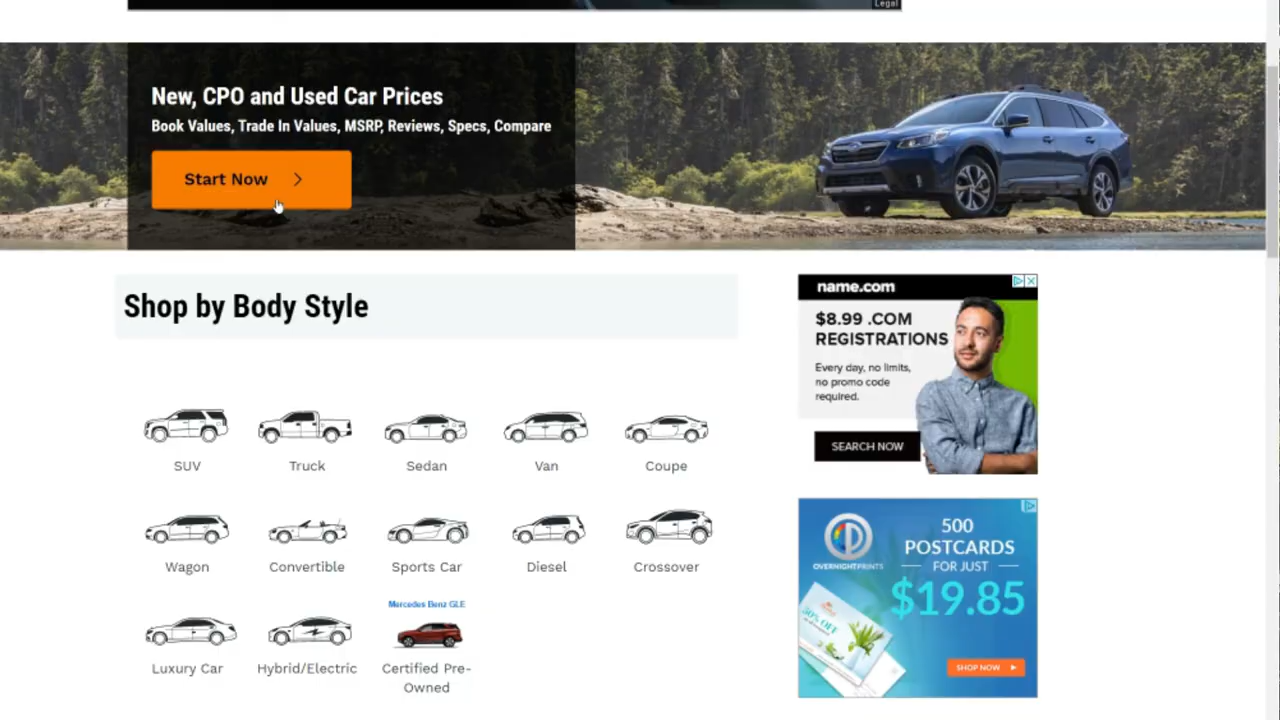 Legal
New, CPO and Used Car Prices
Book Values, Trade In Values, MSRP, Reviews, Specs, Compare
Start Now
Shop by Body Style
SUV
Truck
Sedan
Van
Coupe
Wagon
Convertible
Sports Car
Diesel
Crossover
Mercedes Benz GLE
Luxury Car
Hybrid/Electric
Certified Pre-
Owned
name.com
$8.99 .COM
REGISTRATIONS
Every day, no limits,
no promo code
required.
SEARCH NOW
OVERNIGHTPRINTS
500
POSTCARDS
FOR JUST
$19.85
50% OFF
SHOP NOW